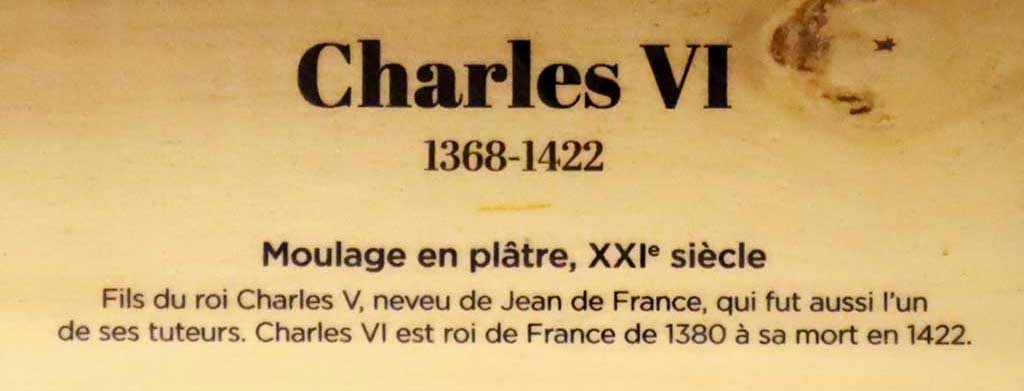 Charles VI
1368-1422
Moulage en plâtre, XXIe siècle
Fils du roi Charles V, neveu de Jean de France, qui fut aussi l'un
de ses tuteurs. Charles VI est roi de France de 1380 à sa mort en 1422.